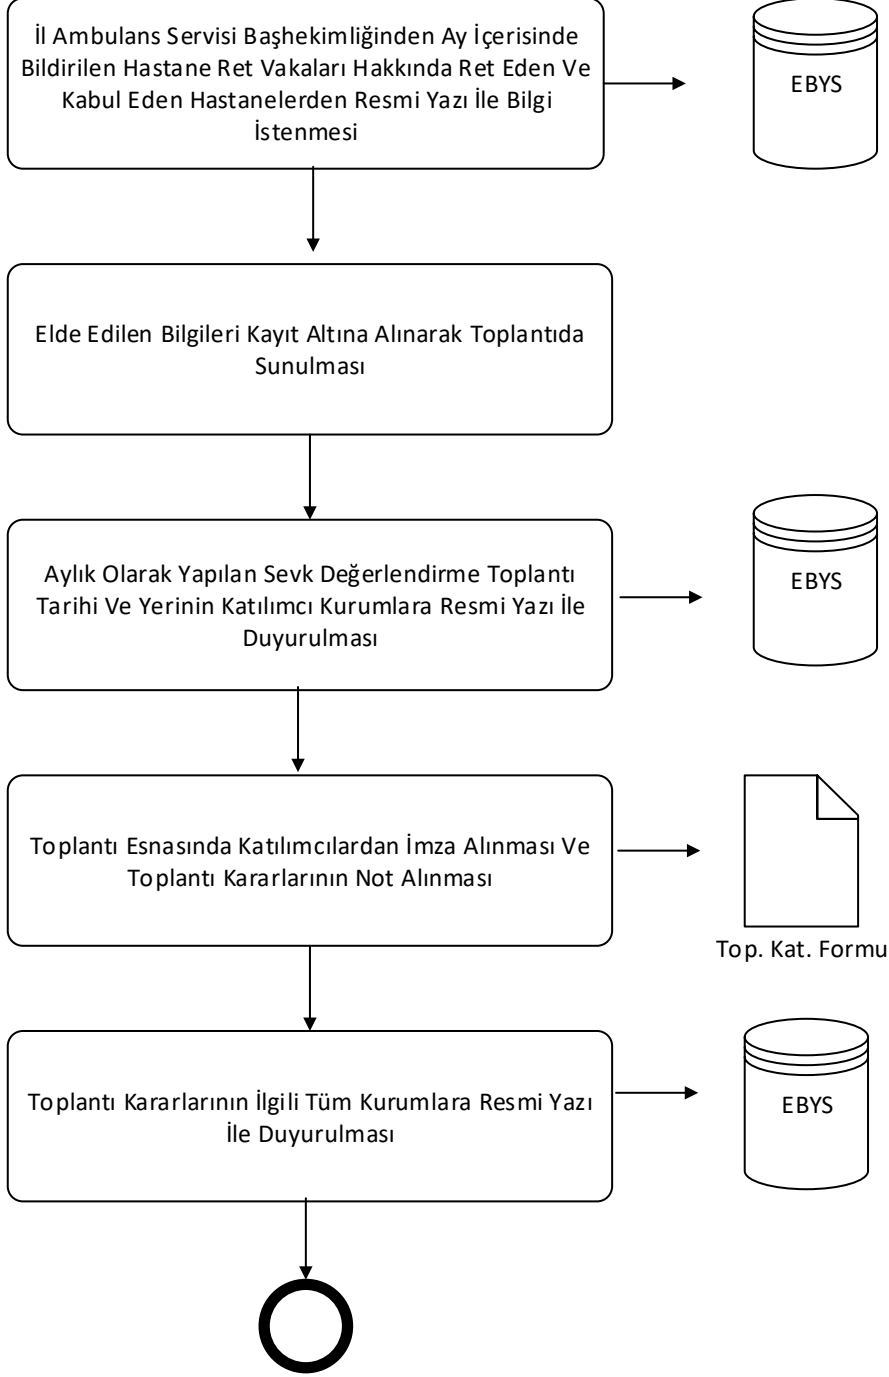 İl Ambulans Servisi Başhekimliğinden Ay İçerisinde
Bildirilen Hastane Ret Vakaları Hakkında Ret Eden Ve
Kabul Eden Hastanelerden Resmi Yazı İle Bilgi
İstenmesi
EBYS
Elde Edilen Bilgileri Kayıt Altına Alınarak Toplantıda
Sunulması
Aylık Olarak Yapılan Sevk Değerlendirme Toplantı
Tarihi Ve Yerinin Katılımcı Kurumlara Resmi Yazı İle
Duyurulması
EBYS
Toplantı Esnasında Katılımcılardan İmza Alınması Ve
Toplantı Kararlarının Not Alınması
Top. Kat. Formu
Toplantı Kararlarının İlgili Tüm Kurumlara Resmi Yazı
İle Duyurulması
EBYS